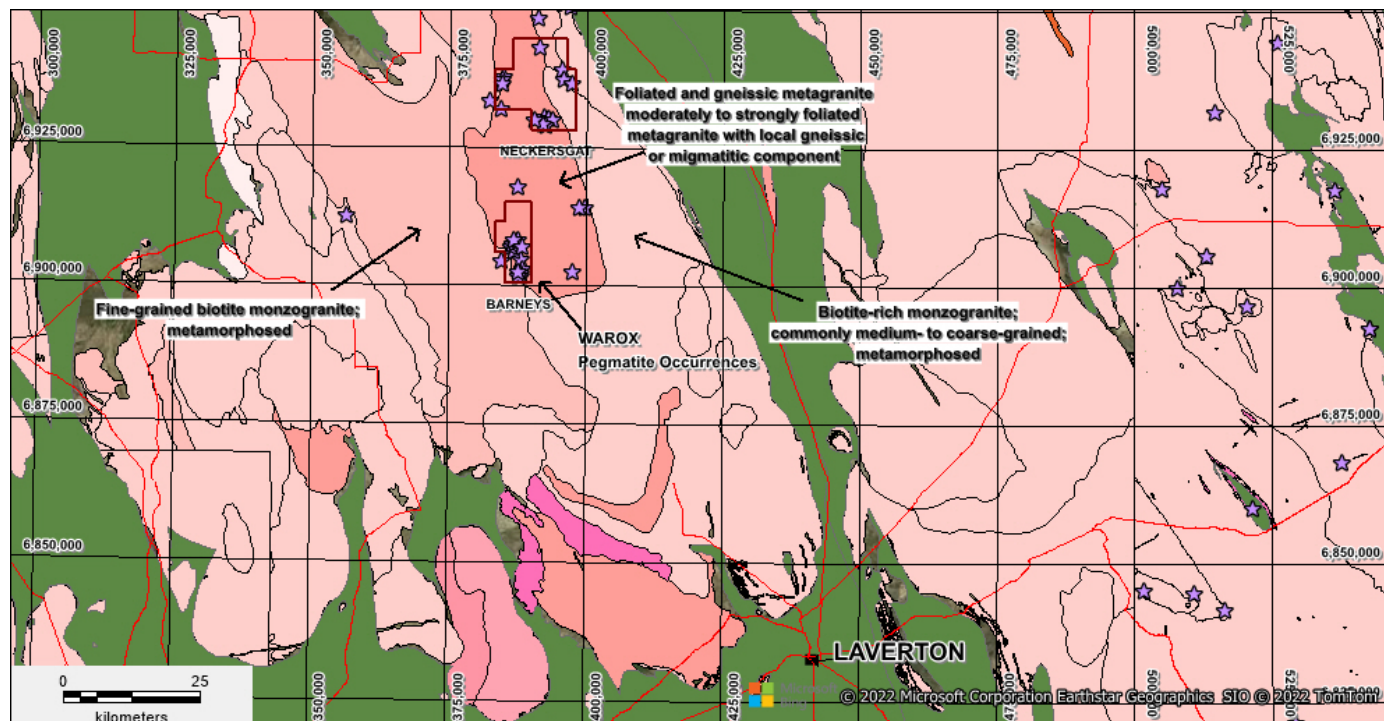 300,000
325,000
350,000
375,000
400,000
425,000
450,000
475,000
500,000
525,000
Foliated and gneissic metagranite
moderately to strongly foliated
metagranite with local gneissic
or migmatitic component
6,925,000
6,925,000
NECKERSGAT
6,900,000
6,900,000
BARNEYS
Fine-grained biotite monzogranite;
metamorphosed
Biotite-rich monzogranite;
commonly medium- to coarse-grained;
metamorphosed
WAROX
Pegmatite Occurrences
6,875,000
6,875,000
6,850,000
6,850,000
LAVERTON
0 25
kilometers
350,000
375,000
400,000
425,000
500,000
525,000
© 2022 Microsoft Corporation Earthstar Geographics SIO © 2022 TomTom